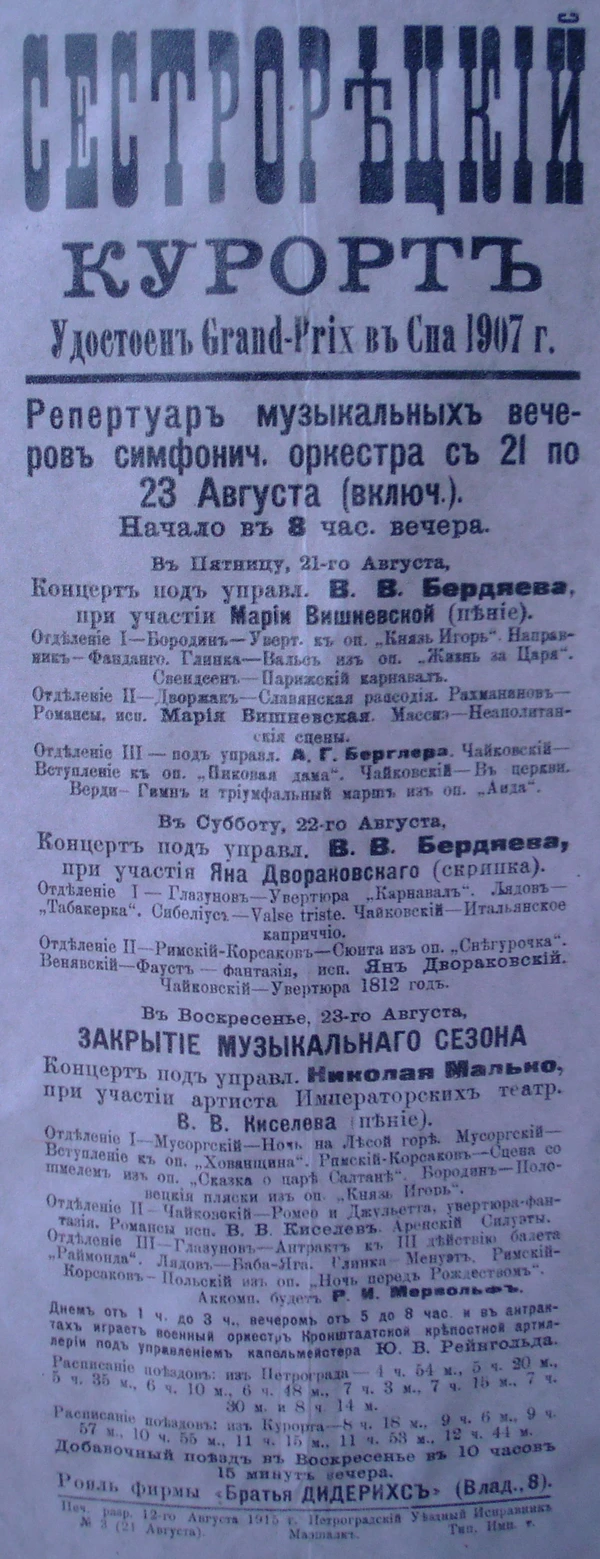 СЕСТРОРѢЦКІЙ
КУРОРТЪ
Удостоенъ Grand-Prix въ Спа 1907 г.
Репертуаръ музыкальныхъ вече-
ровъ симфонич. оркестра съ 21 по
23 Августа (включ.).
Начало въ 8 час. вечера.
Въ Пятницу, 21-го Августа,
Концертъ подъ управл. В. В. Бердяева,
при участіи Маріи Вишневской (пѣніе).
Отдѣленіе I—Бородинъ—Уверт. къ оп. „Князь Игорь“. Направ-
никъ—Фанданго. Глинка—Вальсъ изъ оп. „Жизнь за Царя“.
Свендсенъ—Парижскій карнавалъ.
Отдѣленіе II—Дворжакъ—Славянская рапсодія. Рахманиновъ—
Романсы, исп. Марія Вишневская. Масснэ—Неаполитан-
скія сцены.
Отдѣленіе III—подъ управл. А. Г. Берглера. Чайковскій—
Вступленіе къ оп. „Пиковая дама“. Чайковскій—Въ церкви.
Верди—Гимнъ и тріумфальный маршъ изъ оп. „Аида“.
Въ Субботу, 22-го Августа,
Концертъ подъ управл. В. В. Бердяева,
при участія Яна Двораковскаго (скрипка).
Отдѣленіе I—Глазуновъ—Увертюра „Карнавалъ“. Лядовъ—
„Табакерка“. Сибеліусъ—Valse triste. Чайковскій—Итальянское
каприччіо.
Отдѣленіе II—Римскій-Корсаковъ—Сюита изъ оп. „Снѣгурочка“.
Венявскій—Фаустъ—фантазія, исп. Янъ Двораковскій.
Чайковскій—Увертюра 1812 годъ.
Въ Воскресенье, 23-го Августа,
ЗАКРЫТІЕ МУЗЫКАЛЬНАГО СЕЗОНА
Концертъ подъ управл. Николая Малько,
при участіи артиста Императорскихъ театр.
В. В. Киселева (пѣніе).
Отдѣленіе I—Мусоргскій—Ночь на Лѣсой горѣ. Мусоргскій—
Вступленіе къ оп. „Хованщина“. Римскій-Корсаковъ—Сцена со
шмелемъ изъ оп. „Сказка о царѣ Салтанѣ“. Бородинъ—Поло-
вецкія пляски изъ оп. „Князь Игорь“.
Отдѣленіе II—Чайковскій—Ромео и Джульетта, увертюра-фан-
тазія. Романсы исп. В. В. Киселевъ. Аренскій Силуэты.
Отдѣленіе III—Глазуновъ—Антрактъ къ III дѣйствію балета
„Раймонда“. Лядовъ—Баба-Яга. Глинка—Менуэтъ. Римскій-
Корсаковъ—Польскій изъ оп. „Ночь передъ Рождествомъ“.
Аккомп. будетъ Р. И. Мервольфъ.
Днемъ отъ 1 ч. до 3 ч., вечеромъ отъ 5 до 8 час. и въ антрак-
тахъ играетъ военный оркестръ Кронштадтской крѣпостной артил-
леріи подъ управленіемъ капельмейстера Ю. В. Рейнгольда.
Расписаніе поѣздовъ: изъ Петрограда—4 ч. 54 м., 5 ч. 20 м.,
5 ч. 35 м., 6 ч. 10 м., 6 ч. 48 м., 7 ч. 3 м., 7 ч. 15 м., 7 ч.
30 м. и 8 ч. 14 м.
Расписаніе поѣздовъ: изъ Курорта—8 ч. 18 м., 9 ч. 6 м., 9 ч.
57 м., 10 ч. 55 м., 11 ч. 15 м., 11 ч. 53 м., 12 ч. 44 м.
Добавочный поѣздъ въ Воскресенье въ 10 часовъ
15 минутъ вечера.
Рояль фирмы «Братья ДИДЕРИХСЪ» (Влад., 8).
Печ. разр. 12-го Августа 1915 г. Петроградскій Уѣздный Исправникъ
№ 3 (21 Августа). Тип. Имп. т.